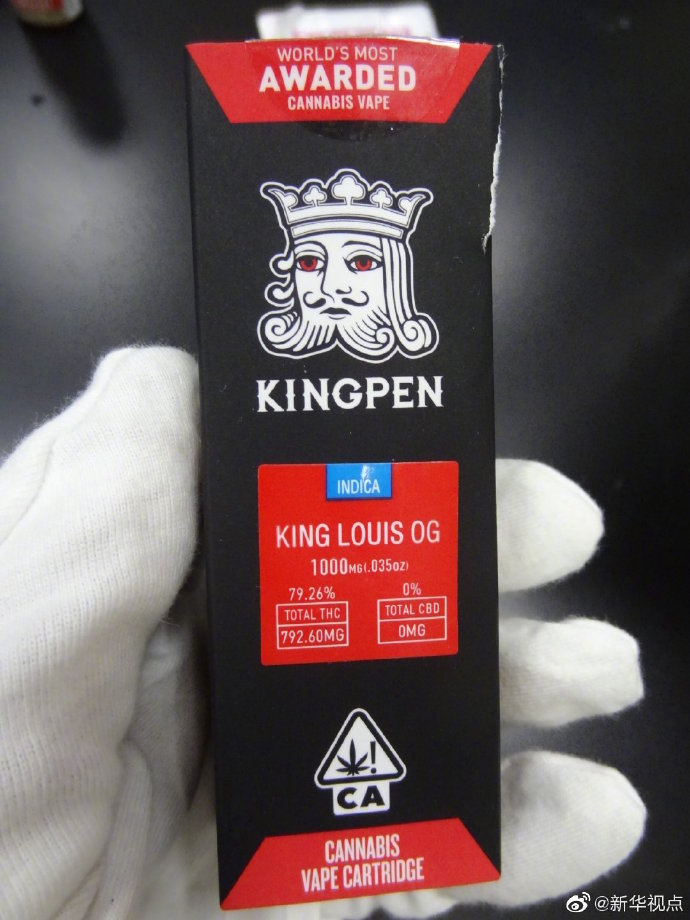 WORLD'S MOST
AWARDED
CANNABIS VAPE
KINGPEN
INDICA
KING LOUIS OG
1000MG(.035OZ)
79.26%
TOTAL THC
792.60MG
0%
TOTAL CBD
0MG
!
CA
CANNABIS
VAPE CARTRIDGE
@新华视点